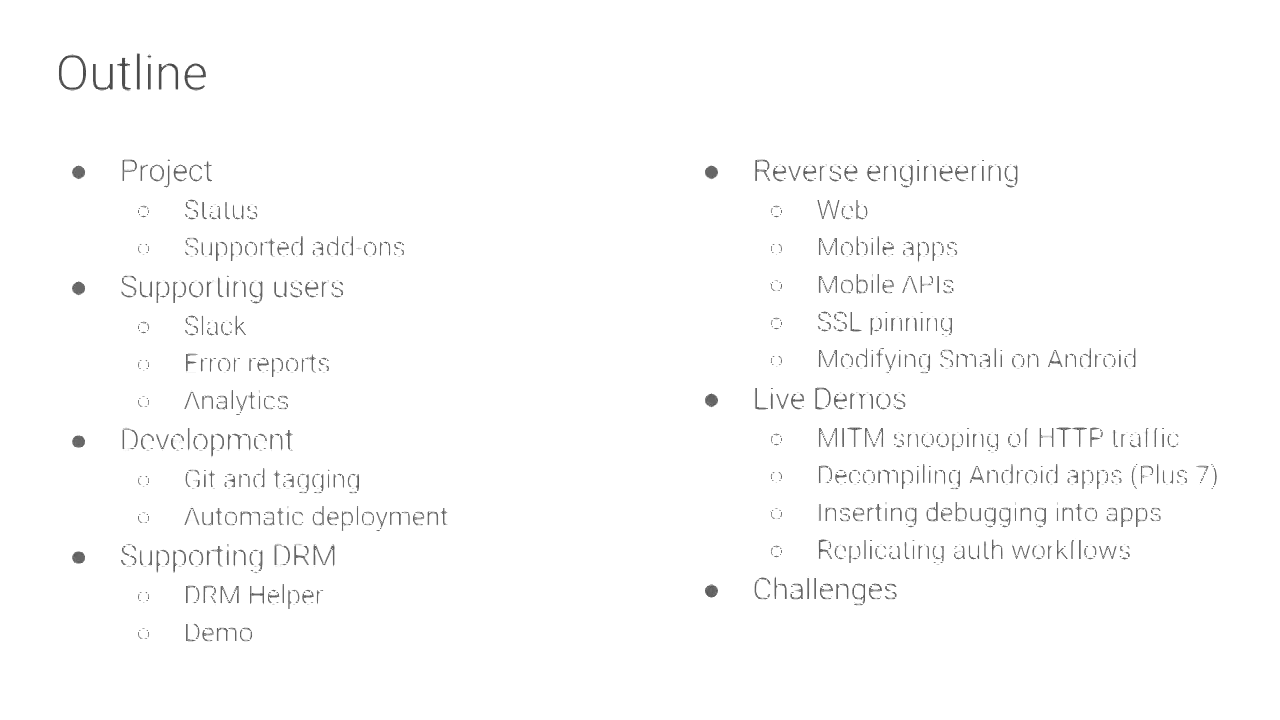 Outline
● Project
○ Status
○ Supported add-ons
● Supporting users
○ Slack
○ Error reports
○ Analytics
● Development
○ Git and tagging
○ Automatic deployment
● Supporting DRM
○ DRM Helper
○ Demo
● Reverse engineering
○ Web
○ Mobile apps
○ Mobile APIs
○ SSL pinning
○ Modifying Smali on Android
● Live Demos
○ MITM snooping of HTTP traffic
○ Decompiling Android apps (Plus 7)
○ Inserting debugging into apps
○ Replicating auth workflows
● Challenges